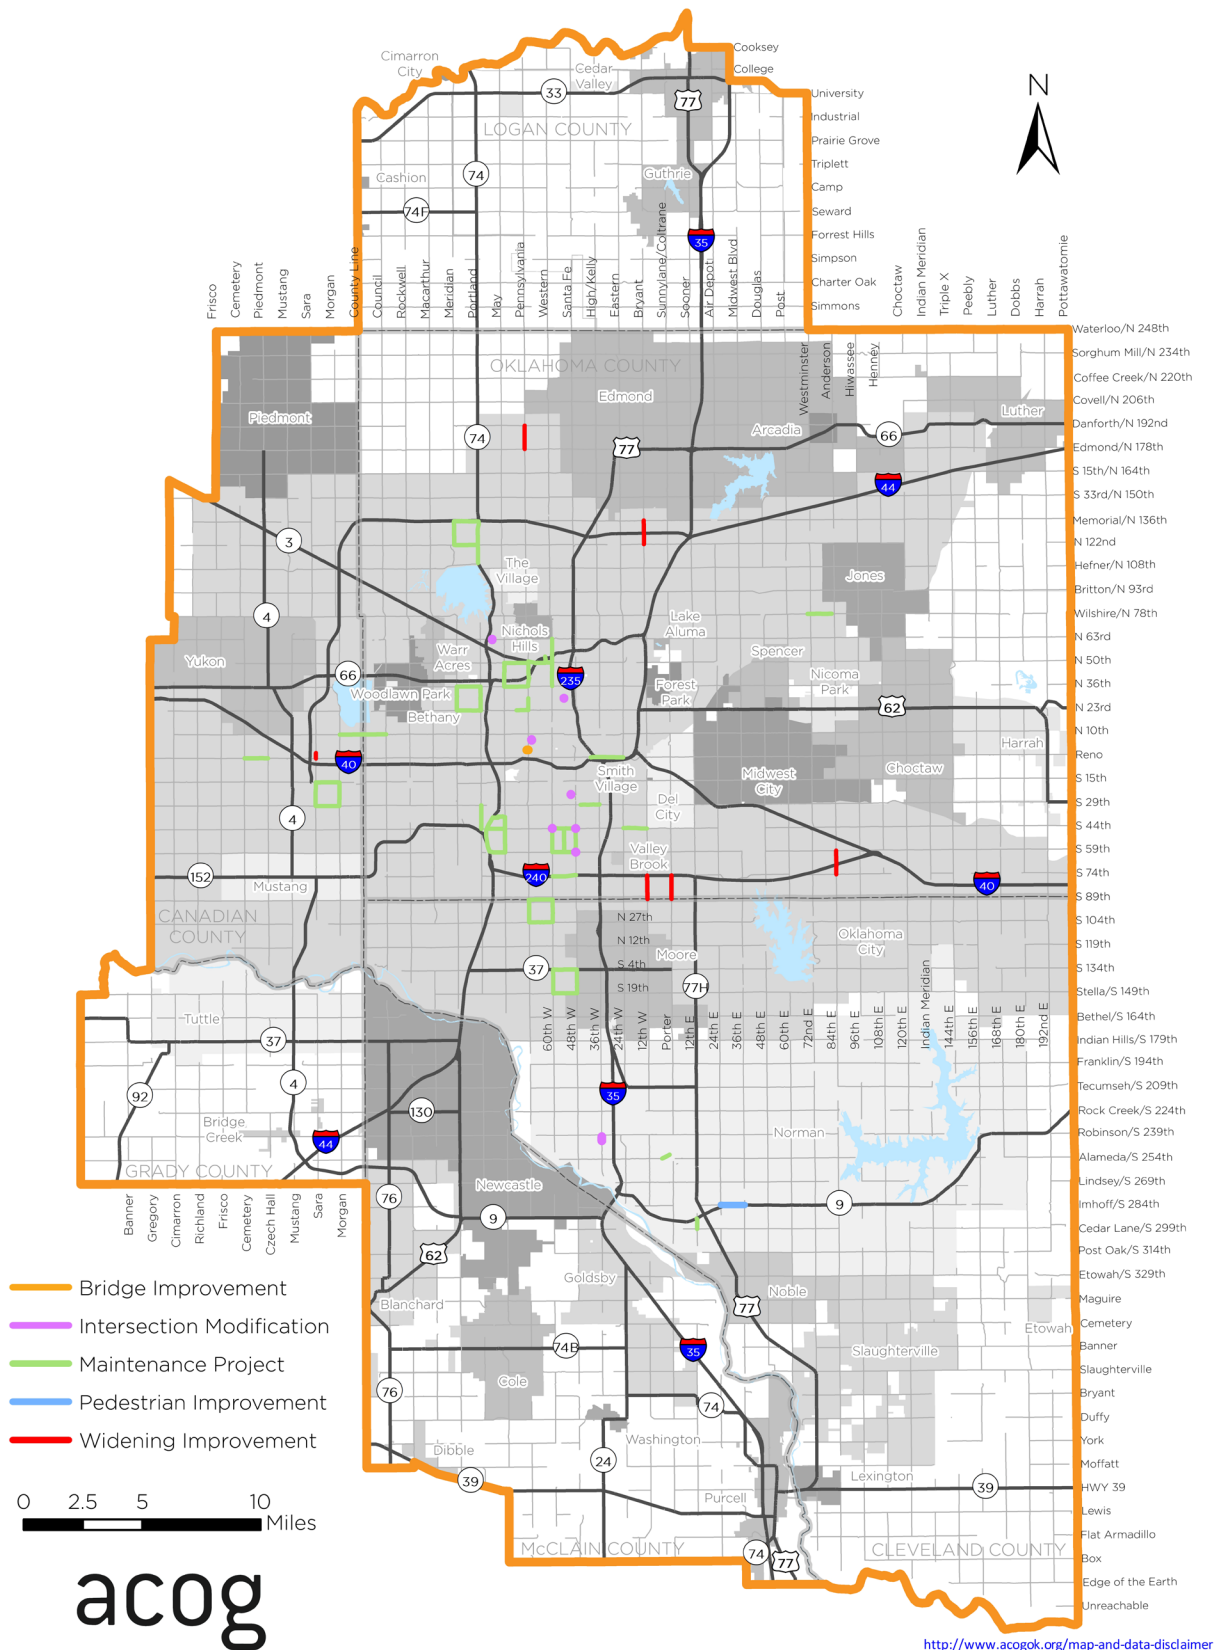 Cooksey
Cimarron
City
Cedar
Valley
College
N
33
77
University
LOGAN COUNTY
Industrial
Prairie Grove
Triplett
Cashion
74
Guthrie
Camp
74F
Seward
35
Forrest Hills
Simpson
Charter Oak
Simmons
Frisco
Cemetery
Piedmont
Mustang
Sara
Morgan
County Line
Council
Rockwell
Macarthur
Meridian
Portland
May
Pennsylvania
Western
Santa Fe
High/Kelly
Eastern
Bryant
Sunnylane/Coltrane
Sooner
Air Depot
Midwest Blvd
Douglas
Post
Choctaw
Indian Meridian
Triple X
Peebly
Luther
Dobbs
Harrah
Pottawatomie
Waterloo/N 248th
Westminster
Anderson
Hiwassee
Henney
Sorghum Mill/N 234th
OKLAHOMA COUNTY
Coffee Creek/N 220th
Edmond
Covell/N 206th
Piedmont
Luther
Danforth/N 192nd
74
77
Arcadia
66
Edmond/N 178th
S 15th/N 164th
44
S 33rd/N 150th
Memorial/N 136th
3
N 122nd
The
Village
Hefner/N 108th
Jones
Britton/N 93rd
4
Wilshire/N 78th
Nichols
Hills
Lake
Aluma
N 63rd
Yukon
Warr
Acres
Spencer
N 50th
66
235
Nicoma
Park
Forest
Park
N 36th
Woodlawn Park
62
N 23rd
Bethany
N 10th
Harrah
Reno
40
Smith
Village
Midwest
City
Choctaw
S 15th
Del
City
S 29th
4
S 44th
Valley
Brook
S 59th
152
240
S 74th
Mustang
40
S 89th
CANADIAN
COUNTY
N 27th
S 104th
N 12th
Oklahoma
City
S 119th
Moore
S 4th
37
S 134th
S 19th
77H
Stella/S 149th
60th W
48th W
36th W
24th W
12th W
Porter
12th E
24th E
36th E
48th E
60th E
72nd E
84th E
96th E
108th E
120th E
Indian Meridian
144th E
156th E
168th E
180th E
192nd E
Tuttle
Bethel/S 164th
37
Indian Hills/S 179th
Franklin/S 194th
4
35
Tecumseh/S 209th
92
130
Rock Creek/S 224th
Bridge
Creek
44
Norman
Robinson/S 239th
Alameda/S 254th
GRADY COUNTY
Newcastle
Lindsey/S 269th
76
9
Imhoff/S 284th
Banner
Gregory
Cimarron
Richland
Frisco
Cemetery
Czech Hall
Mustang
Sara
Morgan
9
Cedar Lane/S 299th
62
Post Oak/S 314th
Goldsby
Etowah/S 329th
Bridge Improvement
Noble
Blanchard
77
Maguire
Intersection Modification
Cemetery
Etowah
74B
35
Banner
Slaughterville
Maintenance Project
Slaughterville
Cole
76
Bryant
Pedestrian Improvement
74
Duffy
Widening Improvement
Washington
York
Dibble
24
Moffatt
39
Lexington
39
HWY 39
0 2.5 5 10
Purcell
Miles
Lewis
Flat Armadillo
McCLAIN COUNTY
74
77
CLEVELAND COUNTY
Box
acog
Edge of the Earth
Unreachable
http://www.acogok.org/map-and-data-disclaimer